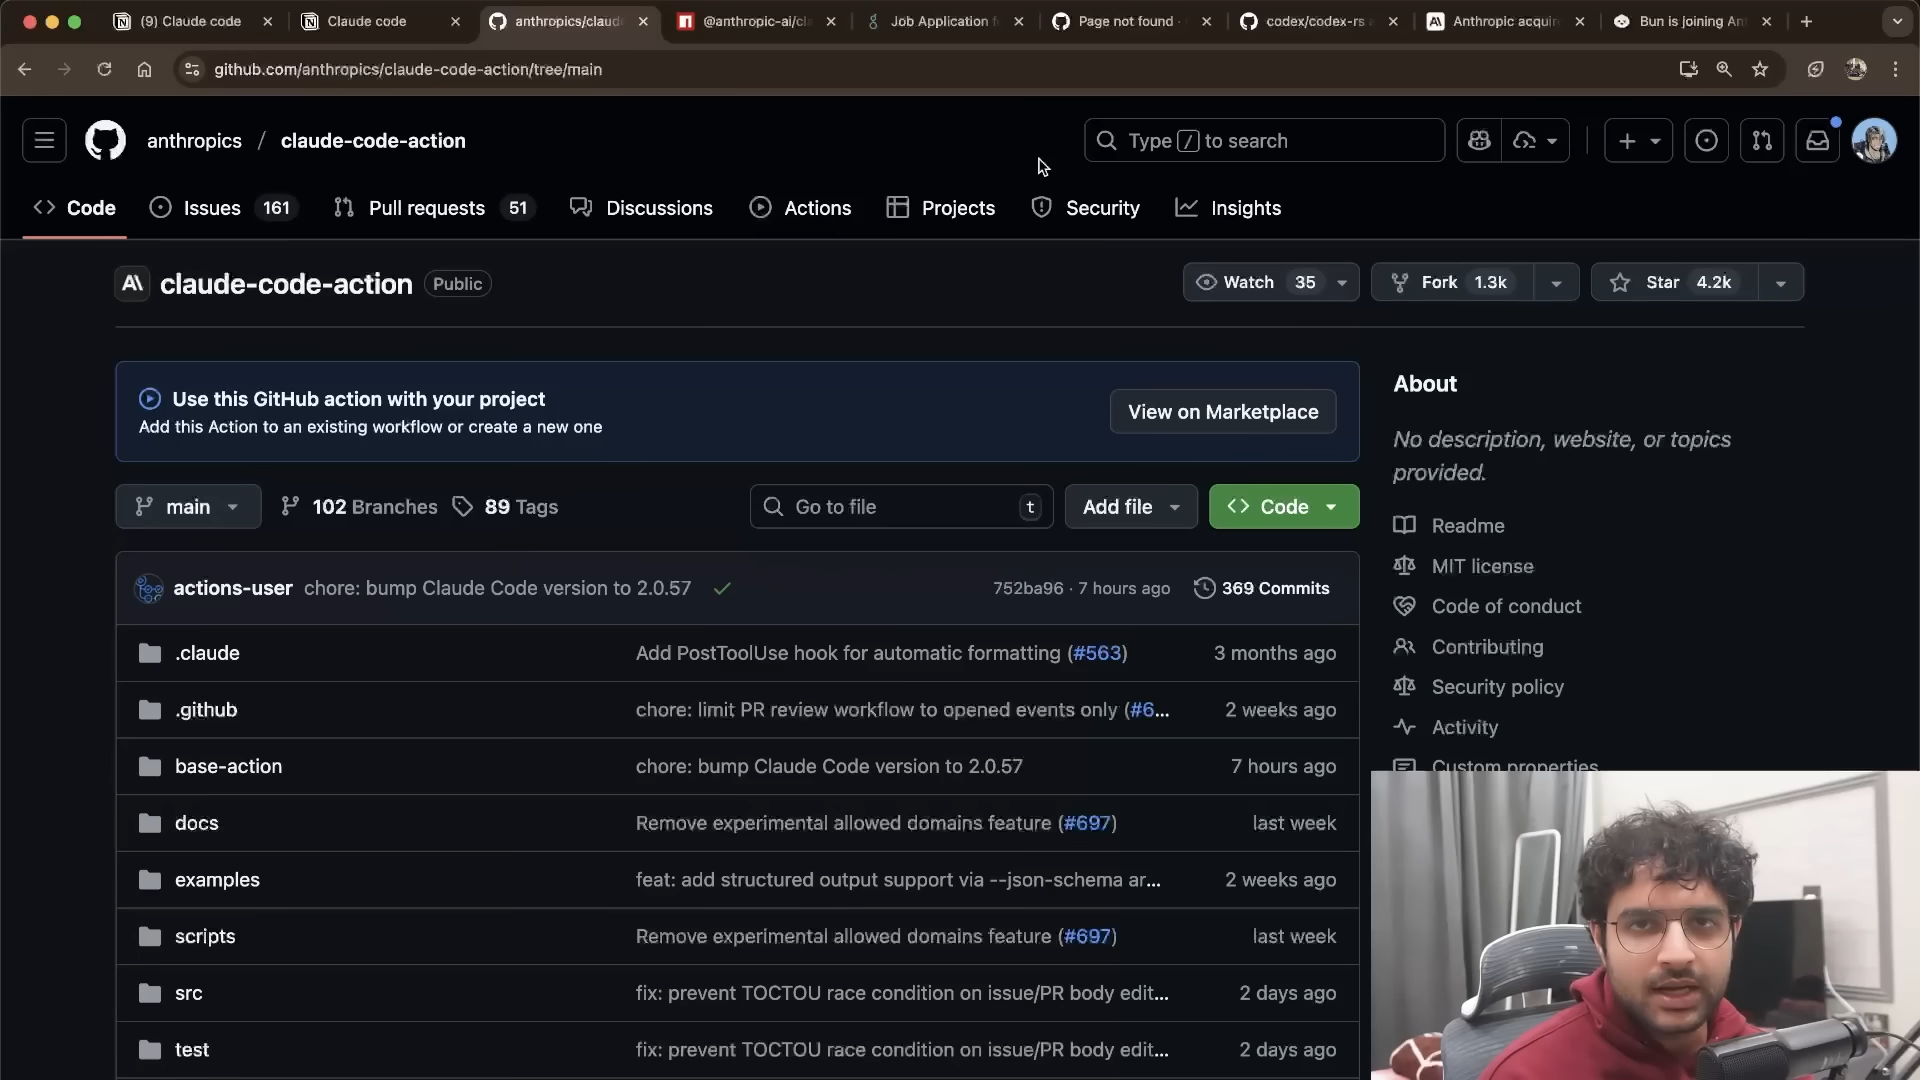 (9) Claude code
Claude code
anthropics/claude
@anthropic-ai/cl
Job Application f
Page not found ·
codex/codex-rs a
Anthropic acqui
Bun is joining An
github.com/anthropics/claude-code-action/tree/main
anthropics / claude-code-action
Type / to search
Code
Issues 161
Pull requests 51
Discussions
Actions
Projects
Security
Insights
claude-code-action Public
Watch 35
Fork 1.3k
Star 4.2k
Use this GitHub action with your project
Add this Action to an existing workflow or create a new one
View on Marketplace
main
102 Branches
89 Tags
Go to file t
Add file
Code
actions-user chore: bump Claude Code version to 2.0.57 752ba96 · 7 hours ago 369 Commits
.claude Add PostToolUse hook for automatic formatting (#563) 3 months ago
.github chore: limit PR review workflow to opened events only (#6... 2 weeks ago
base-action chore: bump Claude Code version to 2.0.57 7 hours ago
docs Remove experimental allowed domains feature (#697) last week
examples feat: add structured output support via --json-schema ar... 2 weeks ago
scripts Remove experimental allowed domains feature (#697) last week
src fix: prevent TOCTOU race condition on issue/PR body edit... 2 days ago
test fix: prevent TOCTOU race condition on issue/PR body edit... 2 days ago
About
No description, website, or topics
provided.
Readme
MIT license
Code of conduct
Contributing
Security policy
Activity
Custom properties